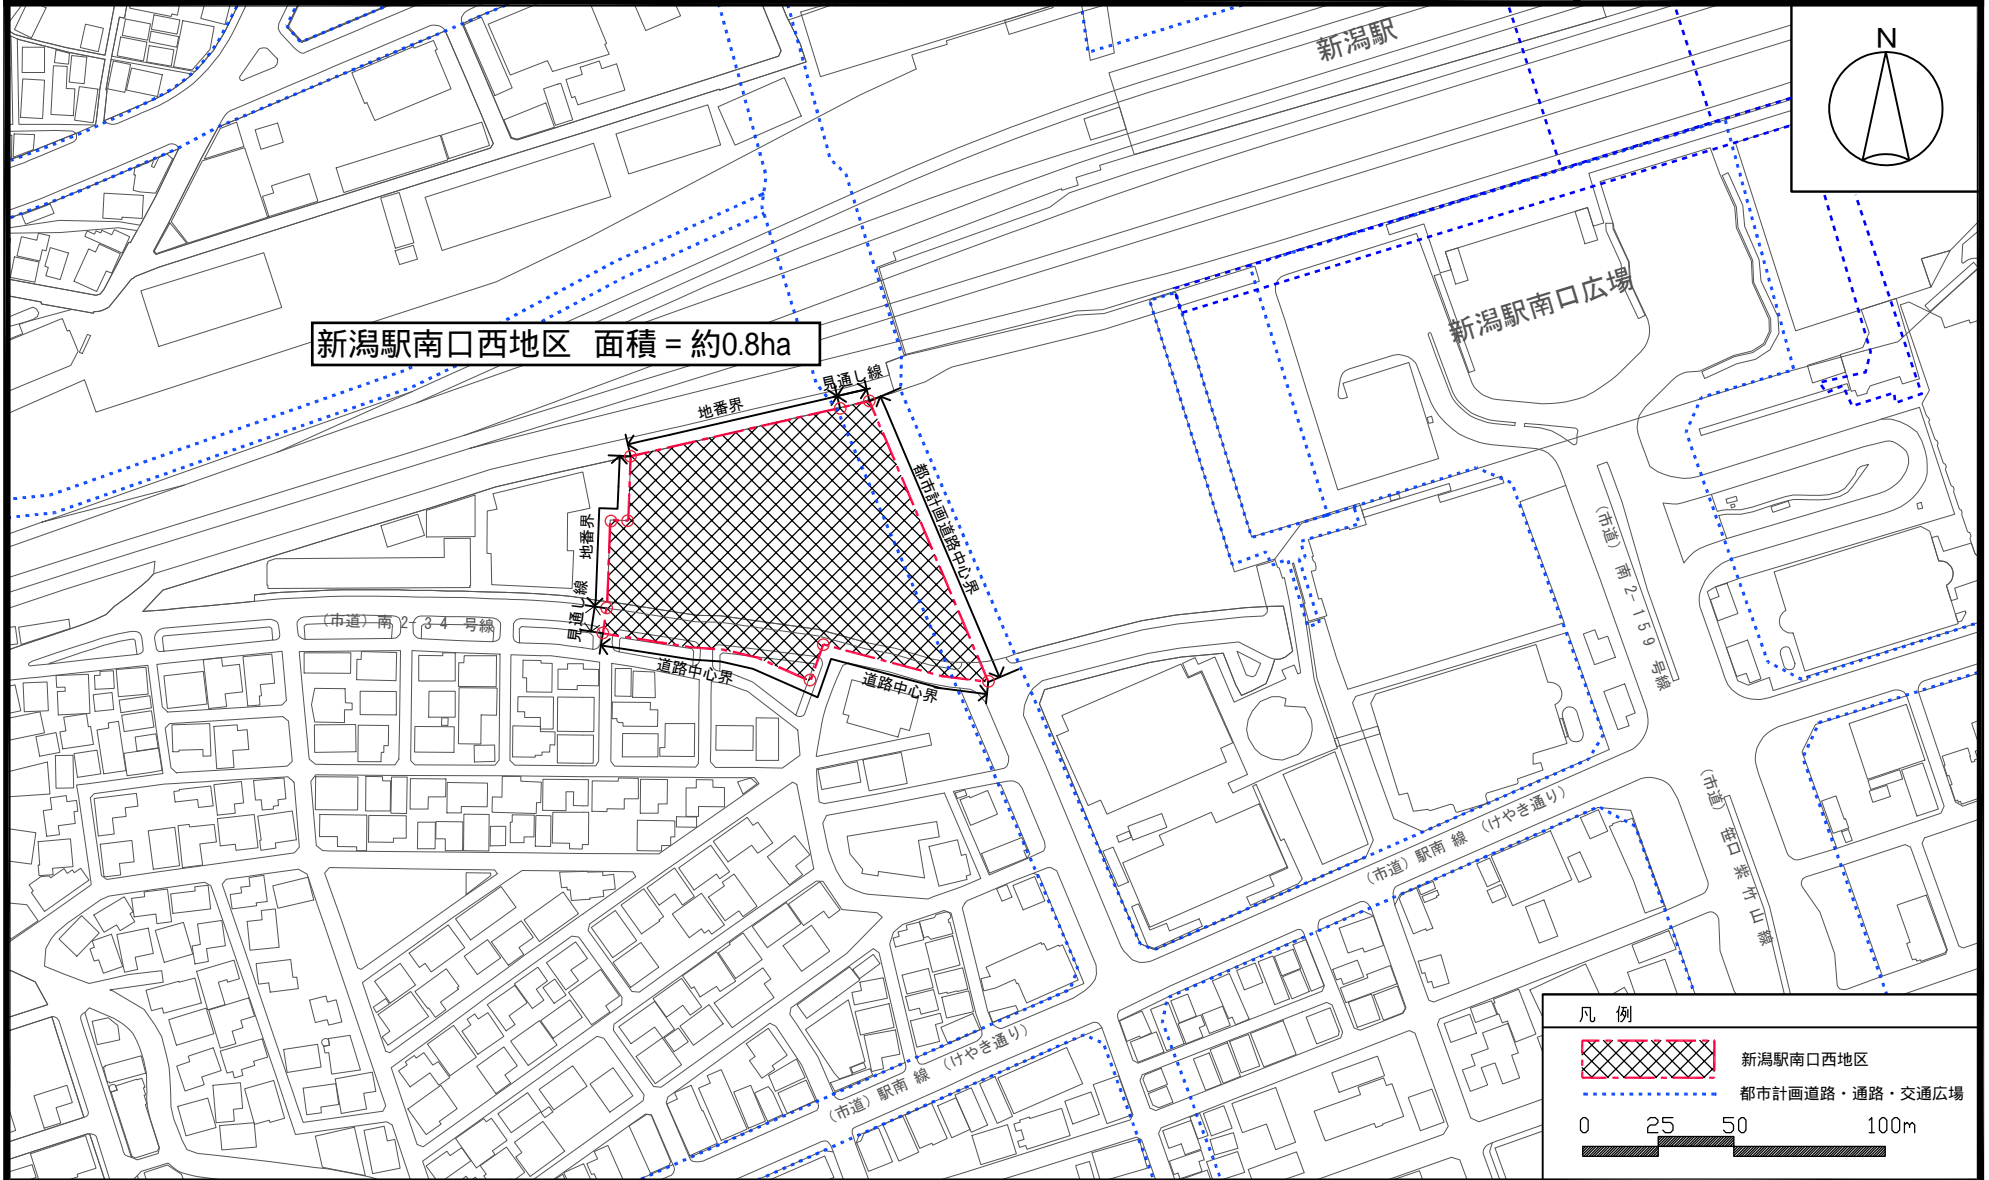 新潟駅
N
新潟駅南口広場
新潟駅南口西地区 面積 = 約0.8ha
見通し線
地番界
都市計画道路中心界
地番界
見通し線
(市道) 南 2-34 号線
道路中心界
道路中心界
(市道) 南 2-159 号線
(市道) 笹口 紫 竹 山 線
(市道) 駅南 線 (けやき通り)
(市道) 駅南 線 (けやき通り)
凡 例
新潟駅南口西地区
都市計画道路・通路・交通広場
0 25 50 100m